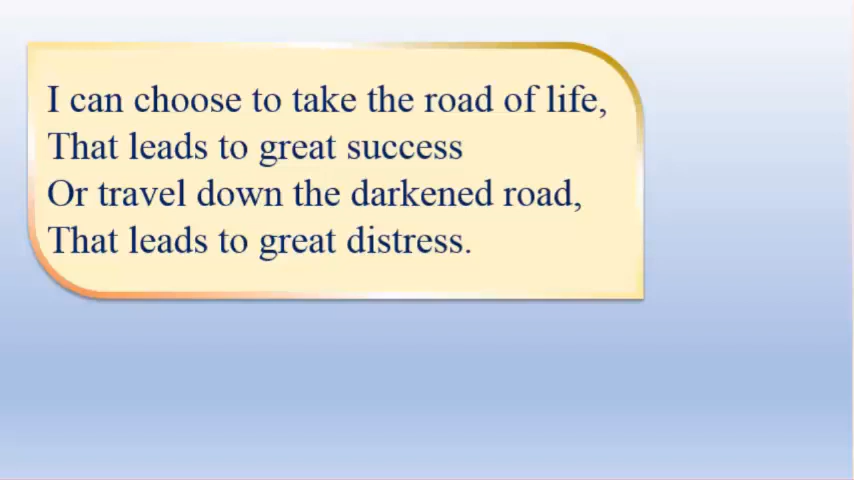 I can choose to take the road of life,
That leads to great success
Or travel down the darkened road,
That leads to great distress.